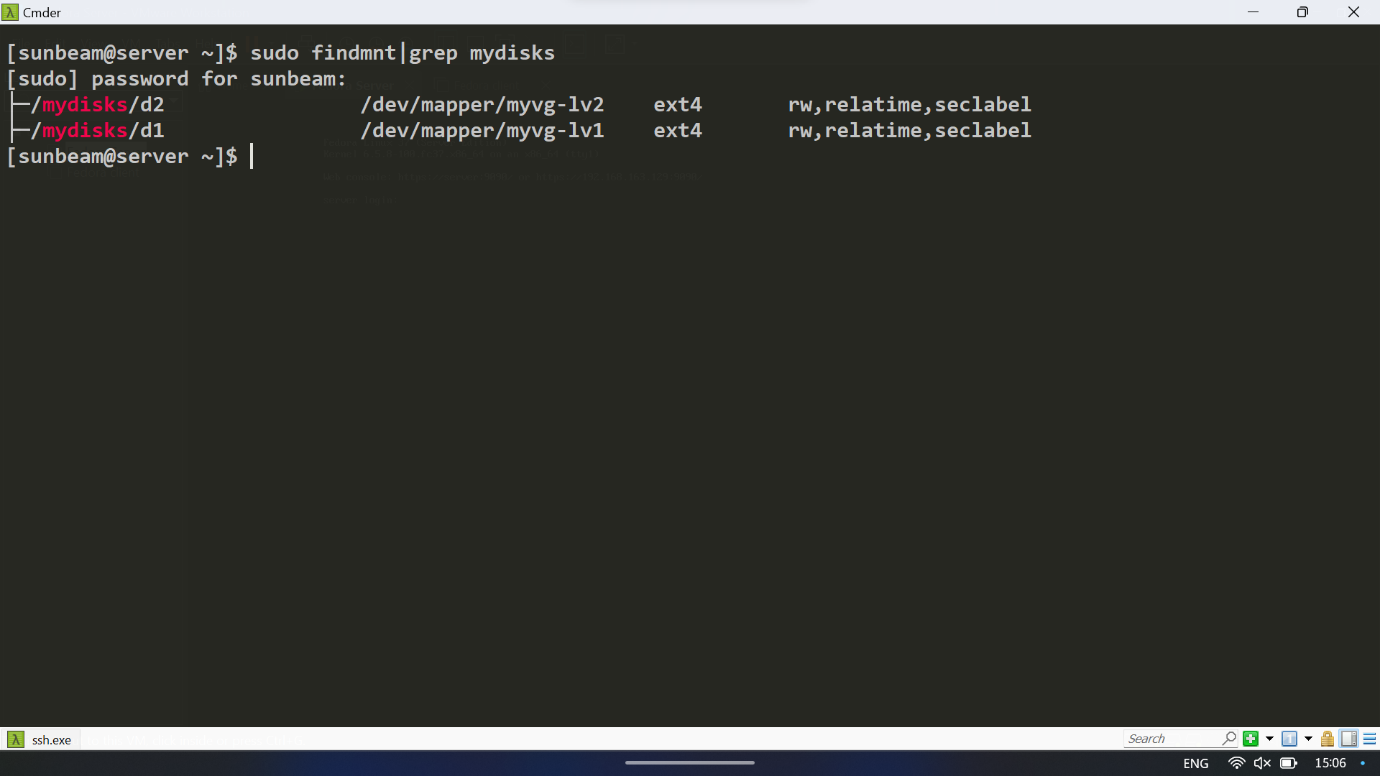 Cmder
[sunbeam@server ~]$ sudo findmnt|grep mydisks
[sudo] password for sunbeam:
├─/mydisks/d2                /dev/mapper/myvg-lv2    ext4       rw,relatime,seclabel
├─/mydisks/d1                /dev/mapper/myvg-lv1    ext4       rw,relatime,seclabel
[sunbeam@server ~]$
ssh.exe Search
ENG 15:06